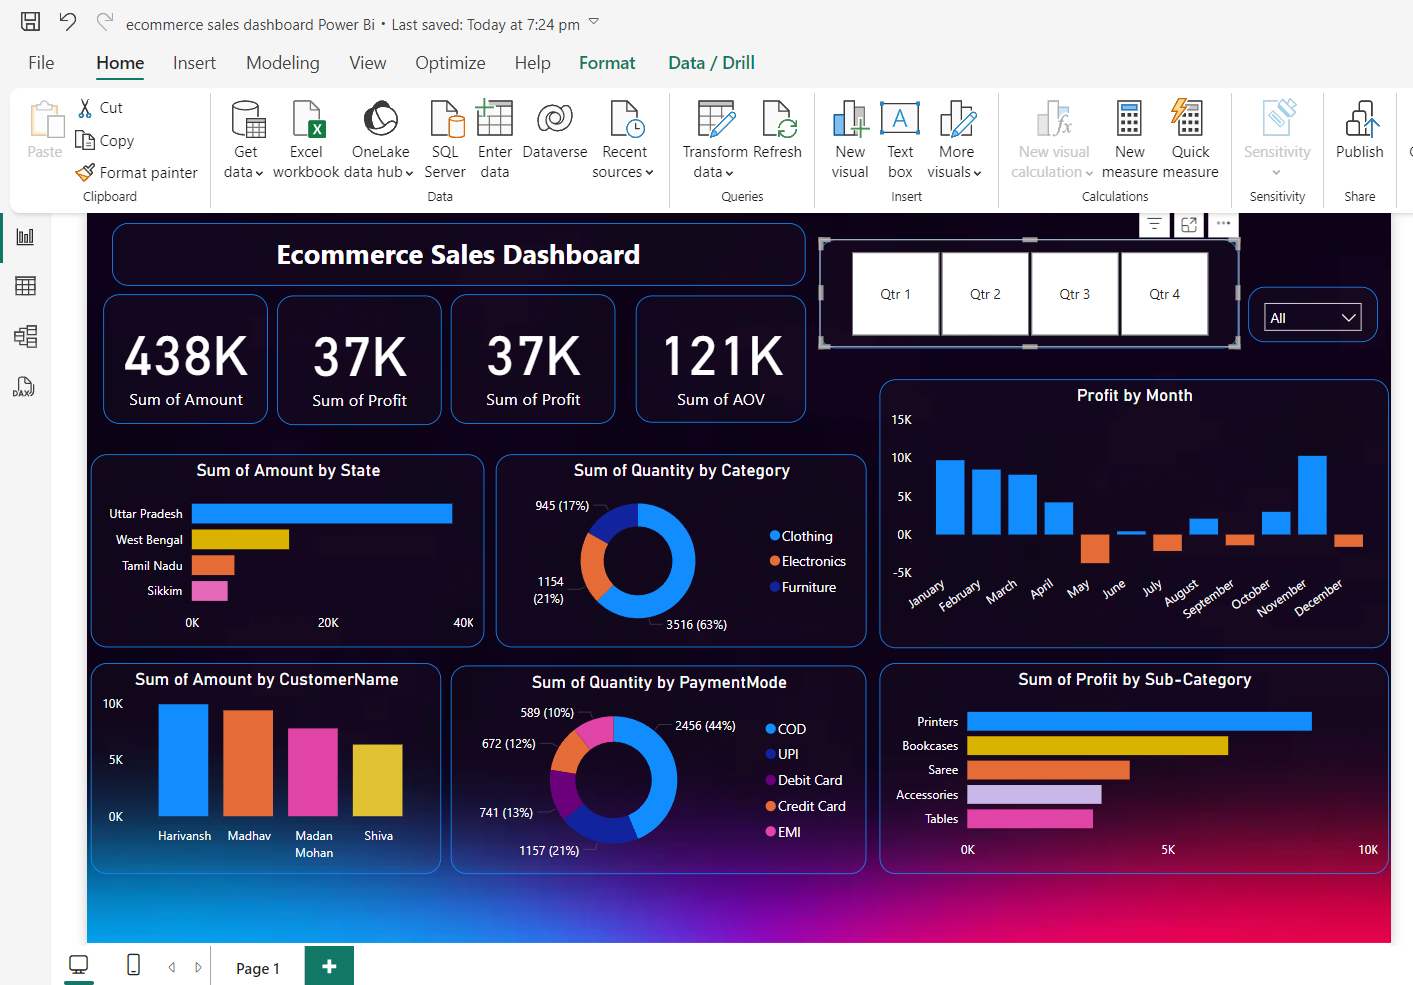 ecommerce sales dashboard Power Bi • Last saved: Today at 7:24 pm
File Home Insert Modeling View Optimize Help Format Data / Drill
Paste
Cut
Copy
Format painter
Clipboard
Get data
Excel workbook
OneLake data hub
SQL Server
Enter data
Dataverse
Recent sources
Data
Transform data
Refresh
Queries
New visual
Text box
More visuals
Insert
New visual calculation
New measure
Quick measure
Calculations
Sensitivity
Sensitivity
Publish
Share
DAX
Ecommerce Sales Dashboard
Qtr 1 Qtr 2 Qtr 3 Qtr 4
All
438K
Sum of Amount
37K
Sum of Profit
37K
Sum of Profit
121K
Sum of AOV
Profit by Month
15K
10K
5K
0K
-5K
January February March April May June July August September October November December
Sum of Amount by State
Uttar Pradesh
West Bengal
Tamil Nadu
Sikkim
0K 20K 40K
Sum of Quantity by Category
945 (17%)
1154
(21%)
3516 (63%)
Clothing
Electronics
Furniture
Sum of Amount by CustomerName
10K
5K
0K
Harivansh Madhav Madan Mohan Shiva
Sum of Quantity by PaymentMode
589 (10%)
2456 (44%)
672 (12%)
741 (13%)
1157 (21%)
COD
UPI
Debit Card
Credit Card
EMI
Sum of Profit by Sub-Category
Printers
Bookcases
Saree
Accessories
Tables
0K 5K 10K
Page 1